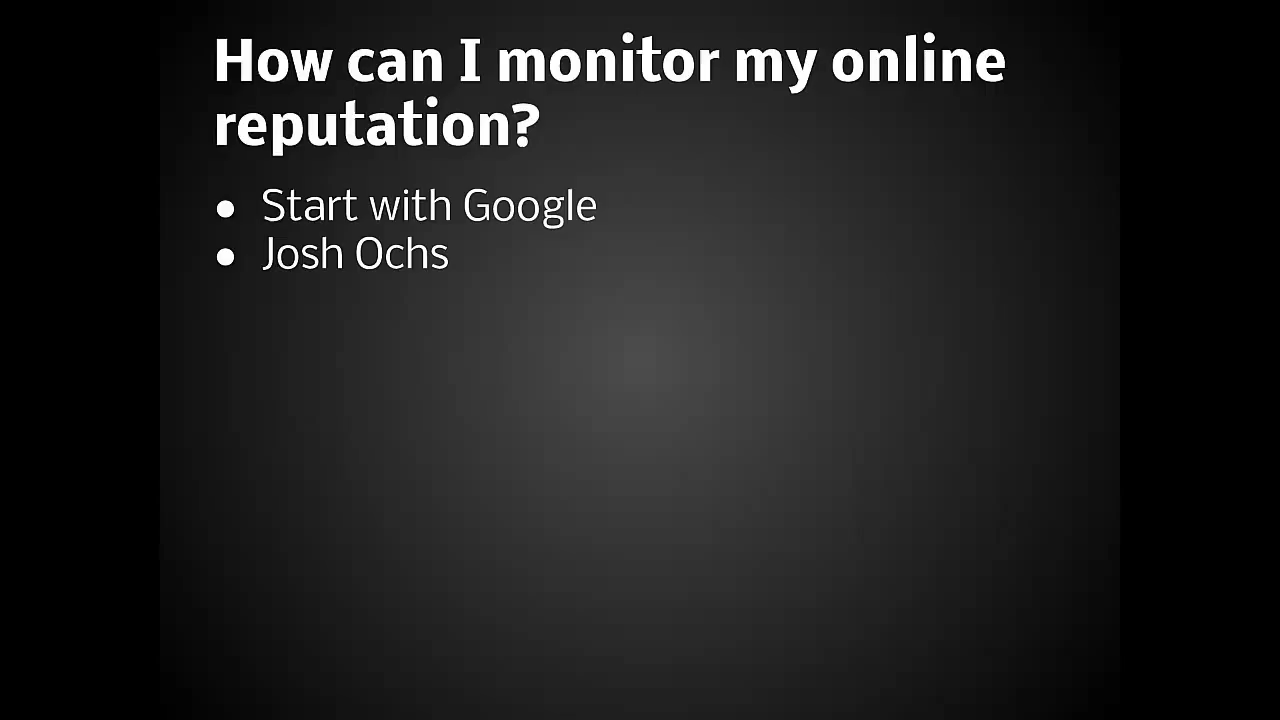 How can I monitor my online
reputation?
● Start with Google
● Josh Ochs